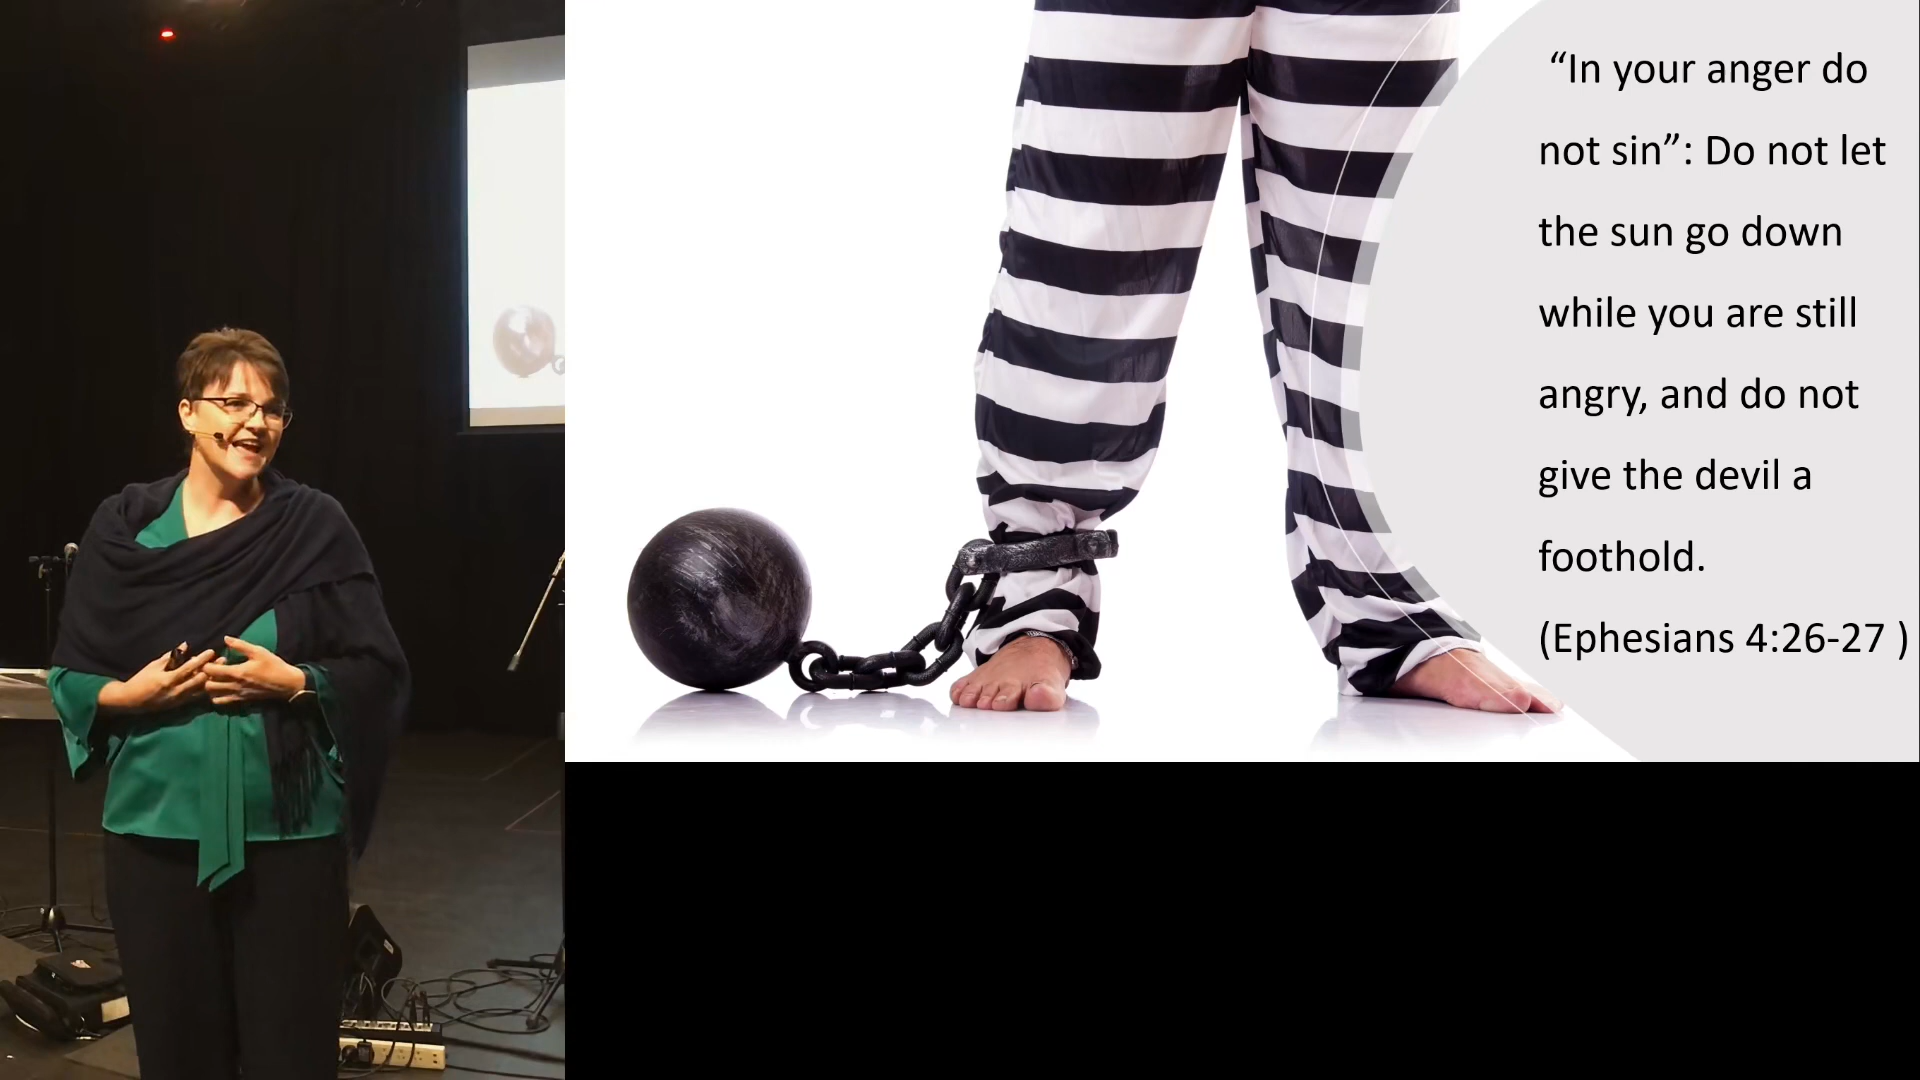 “In your anger do
not sin”: Do not let
the sun go down
while you are still
angry, and do not
give the devil a
foothold.
(Ephesians 4:26-27 )